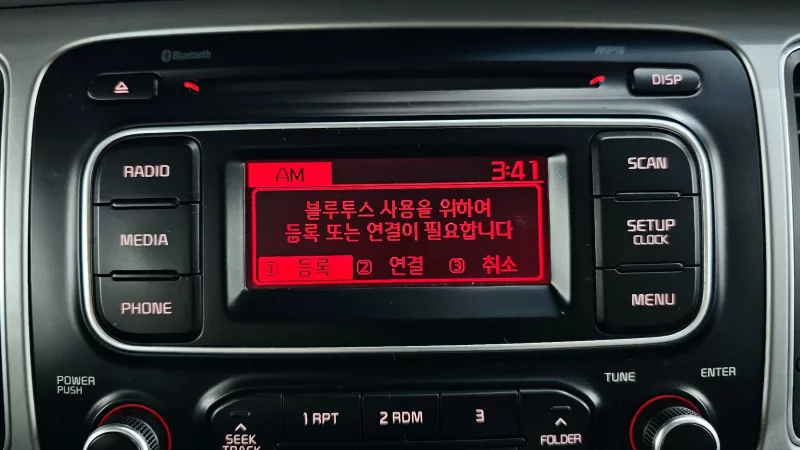 Bluetooth
MP3
DISP
RADIO
MEDIA
PHONE
AM 3:41
블루투스 사용을 위하여
등록 또는 연결이 필요합니다
1 등록 2 연결 3 취소
SCAN
SETUP
CLOCK
MENU
POWER
PUSH
SEEK
TRACK
1 RPT
2 RDM
3
FOLDER
TUNE
ENTER